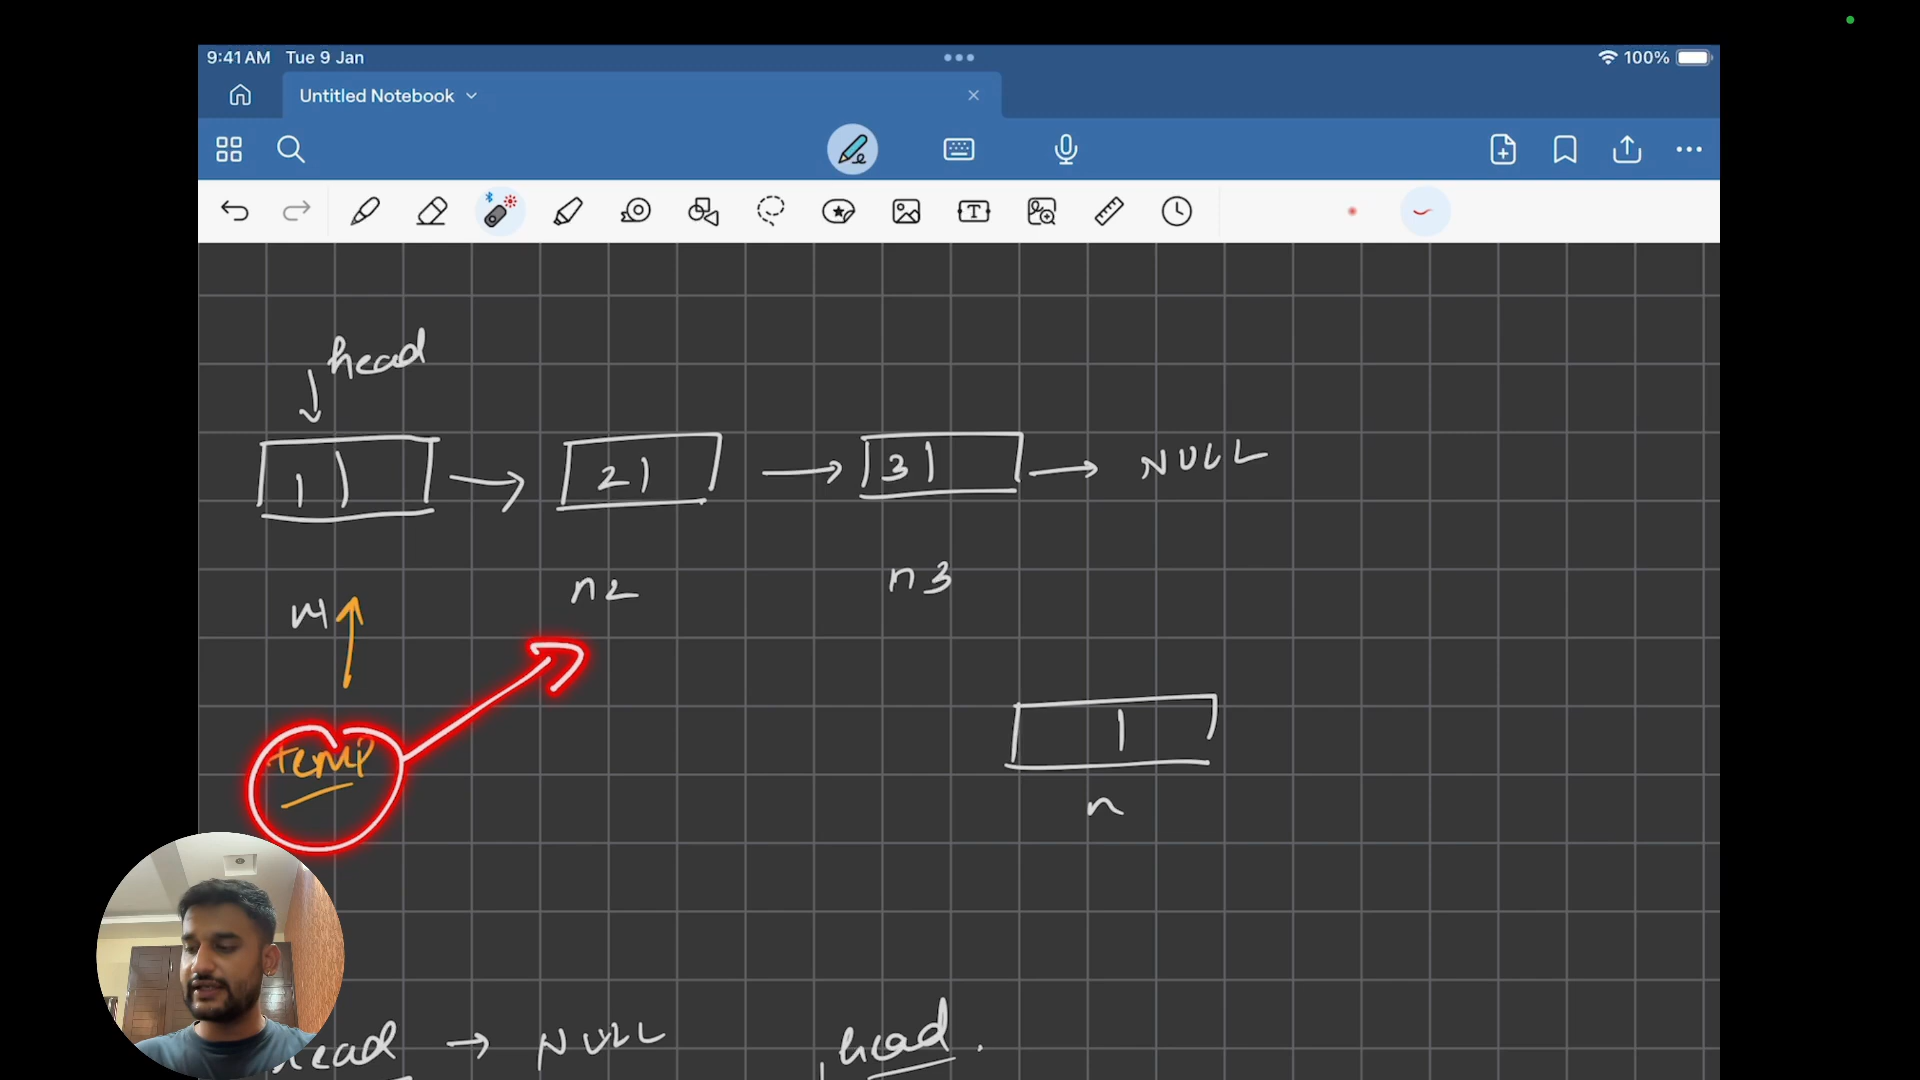 9:41 AM Tue 9 Jan
100%
Untitled Notebook
head
1 2 3 NULL
n1 n2 n3
temp
n
head → NULL head.